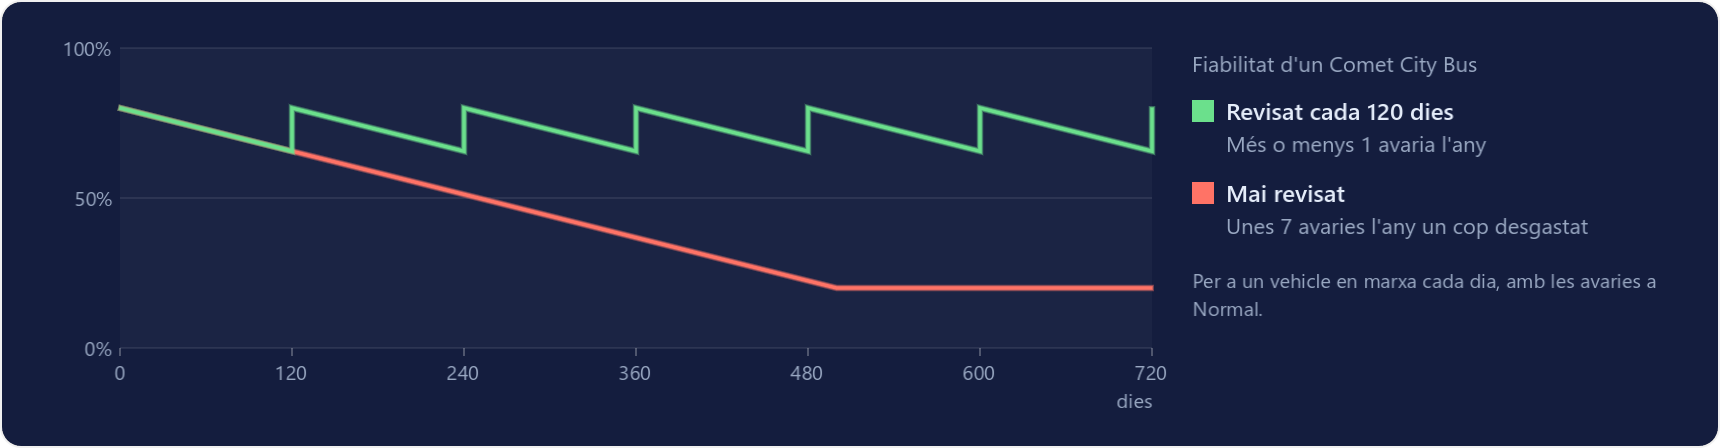 100%
50%
0%
0
120
240
360
480
600
720
dies
Fiabilitat d'un Comet City Bus
Revisat cada 120 dies
Més o menys 1 avaria l'any
Mai revisat
Unes 7 avaries l'any un cop desgastat
Per a un vehicle en marxa cada dia, amb les avaries a
Normal.